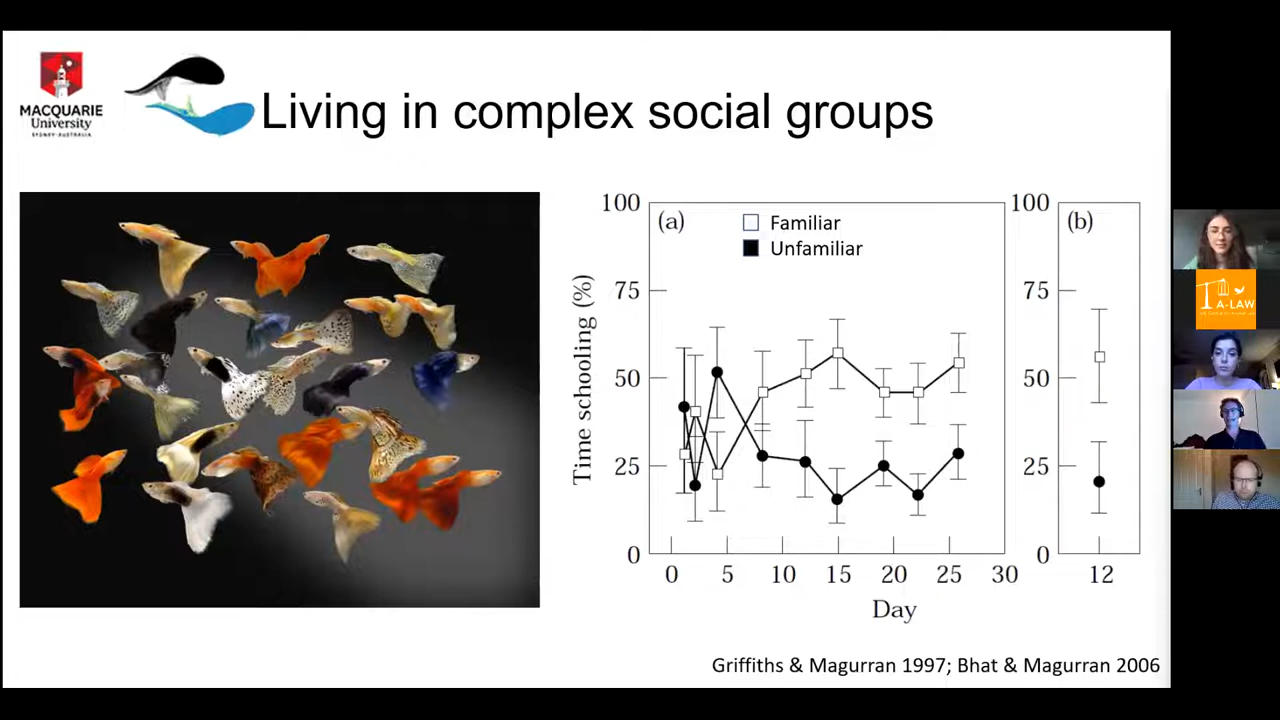 MACQUARIE
University
SYDNEY·AUSTRALIA
Living in complex social groups
100
(a)
Familiar
Unfamiliar
75
50
25
0
Time schooling (%)
0 5 10 15 20 25 30
Day
100
(b)
75
50
25
0
12
Griffiths & Magurran 1997; Bhat & Magurran 2006
A-LAW